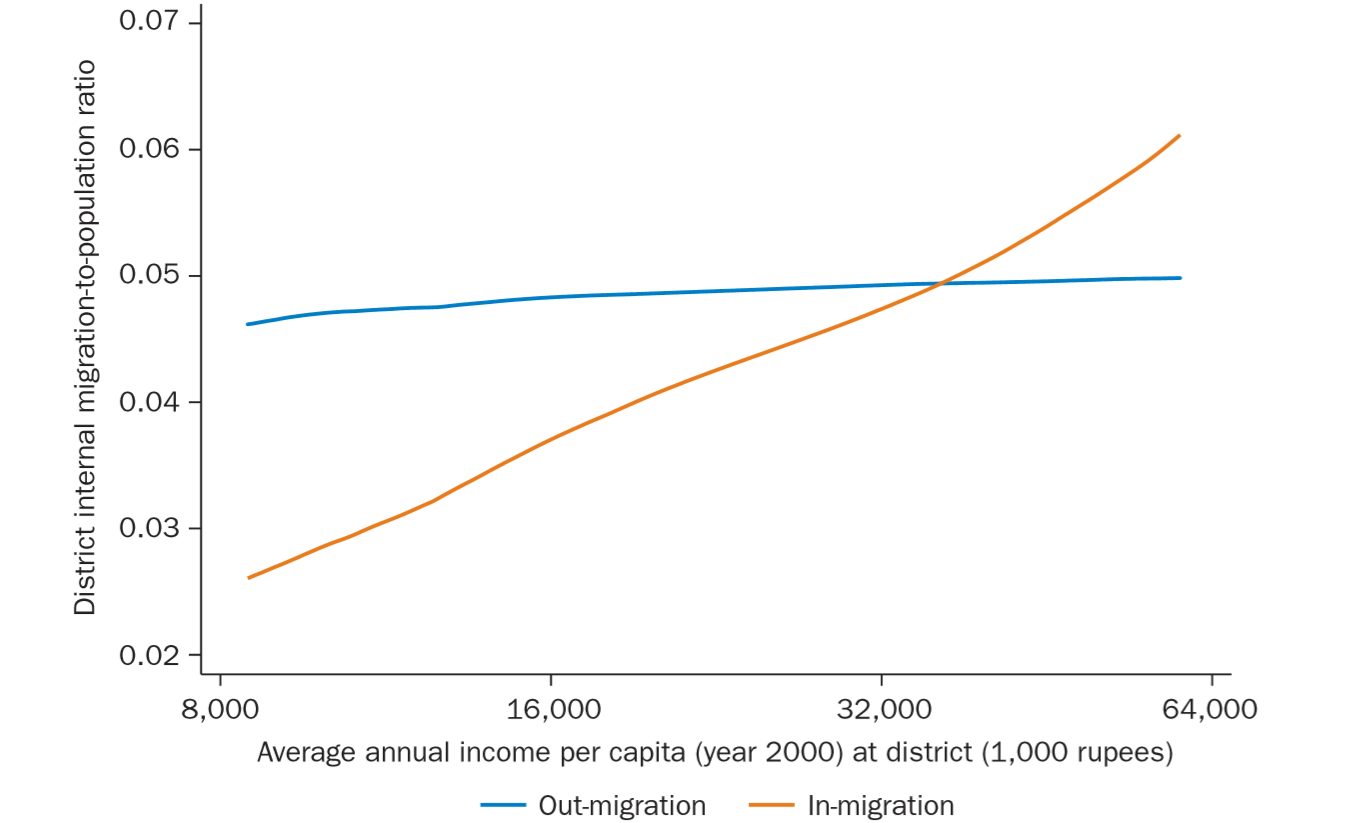 District internal migration-to-population ratio
0.07
0.06
0.05
0.04
0.03
0.02
8,000 16,000 32,000 64,000
Average annual income per capita (year 2000) at district (1,000 rupees)
Out-migration In-migration